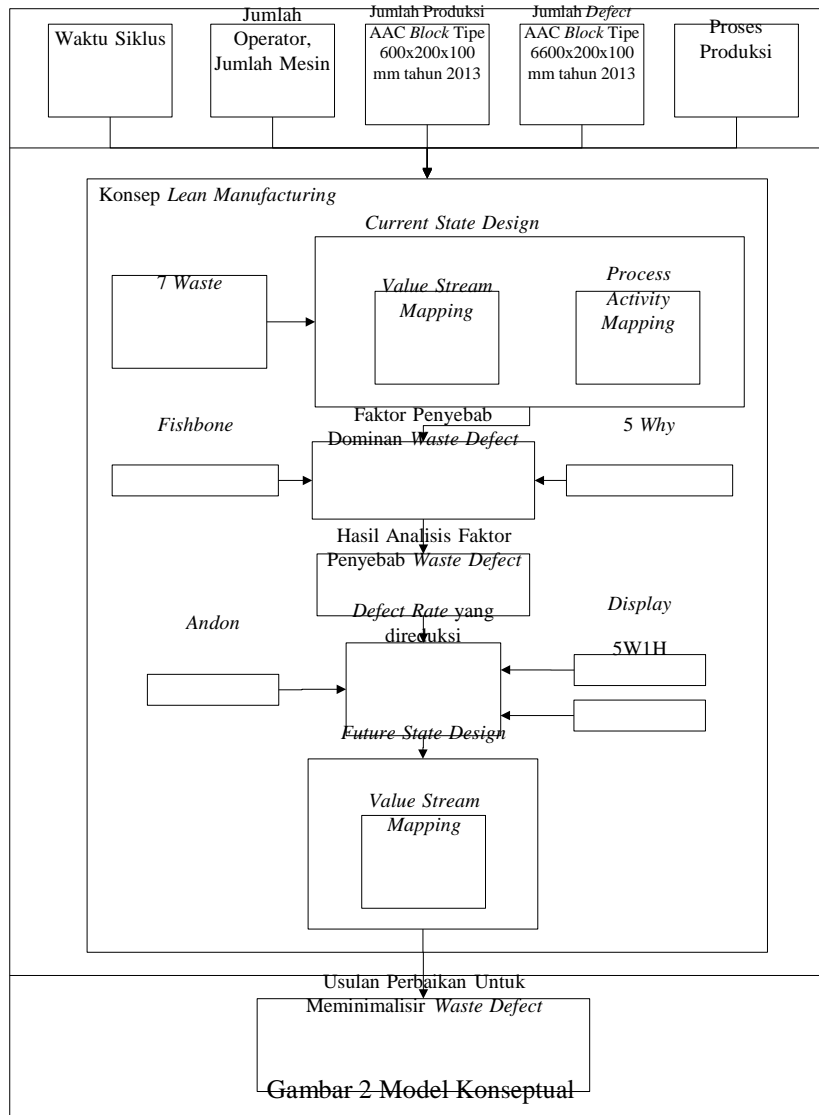 Waktu Siklus
Jumlah
Operator,
Jumlah Mesin
Jumlah Produksi
AAC Block Tipe
600x200x100
mm tahun 2013
Jumlah Defect
AAC Block Tipe
6600x200x100
mm tahun 2013
Proses
Produksi
Konsep Lean Manufacturing
Current State Design
7 Waste
Value Stream
Mapping
Process
Activity
Mapping
Faktor Penyebab
Dominan Waste Defect
Fishbone
5 Why
Hasil Analisis Faktor
Penyebab Waste Defect
Defect Rate yang
direduksi
Andon
Display
5W1H
Future State Design
Value Stream
Mapping
Usulan Perbaikan Untuk
Meminimalisir Waste Defect
Gambar 2 Model Konseptual